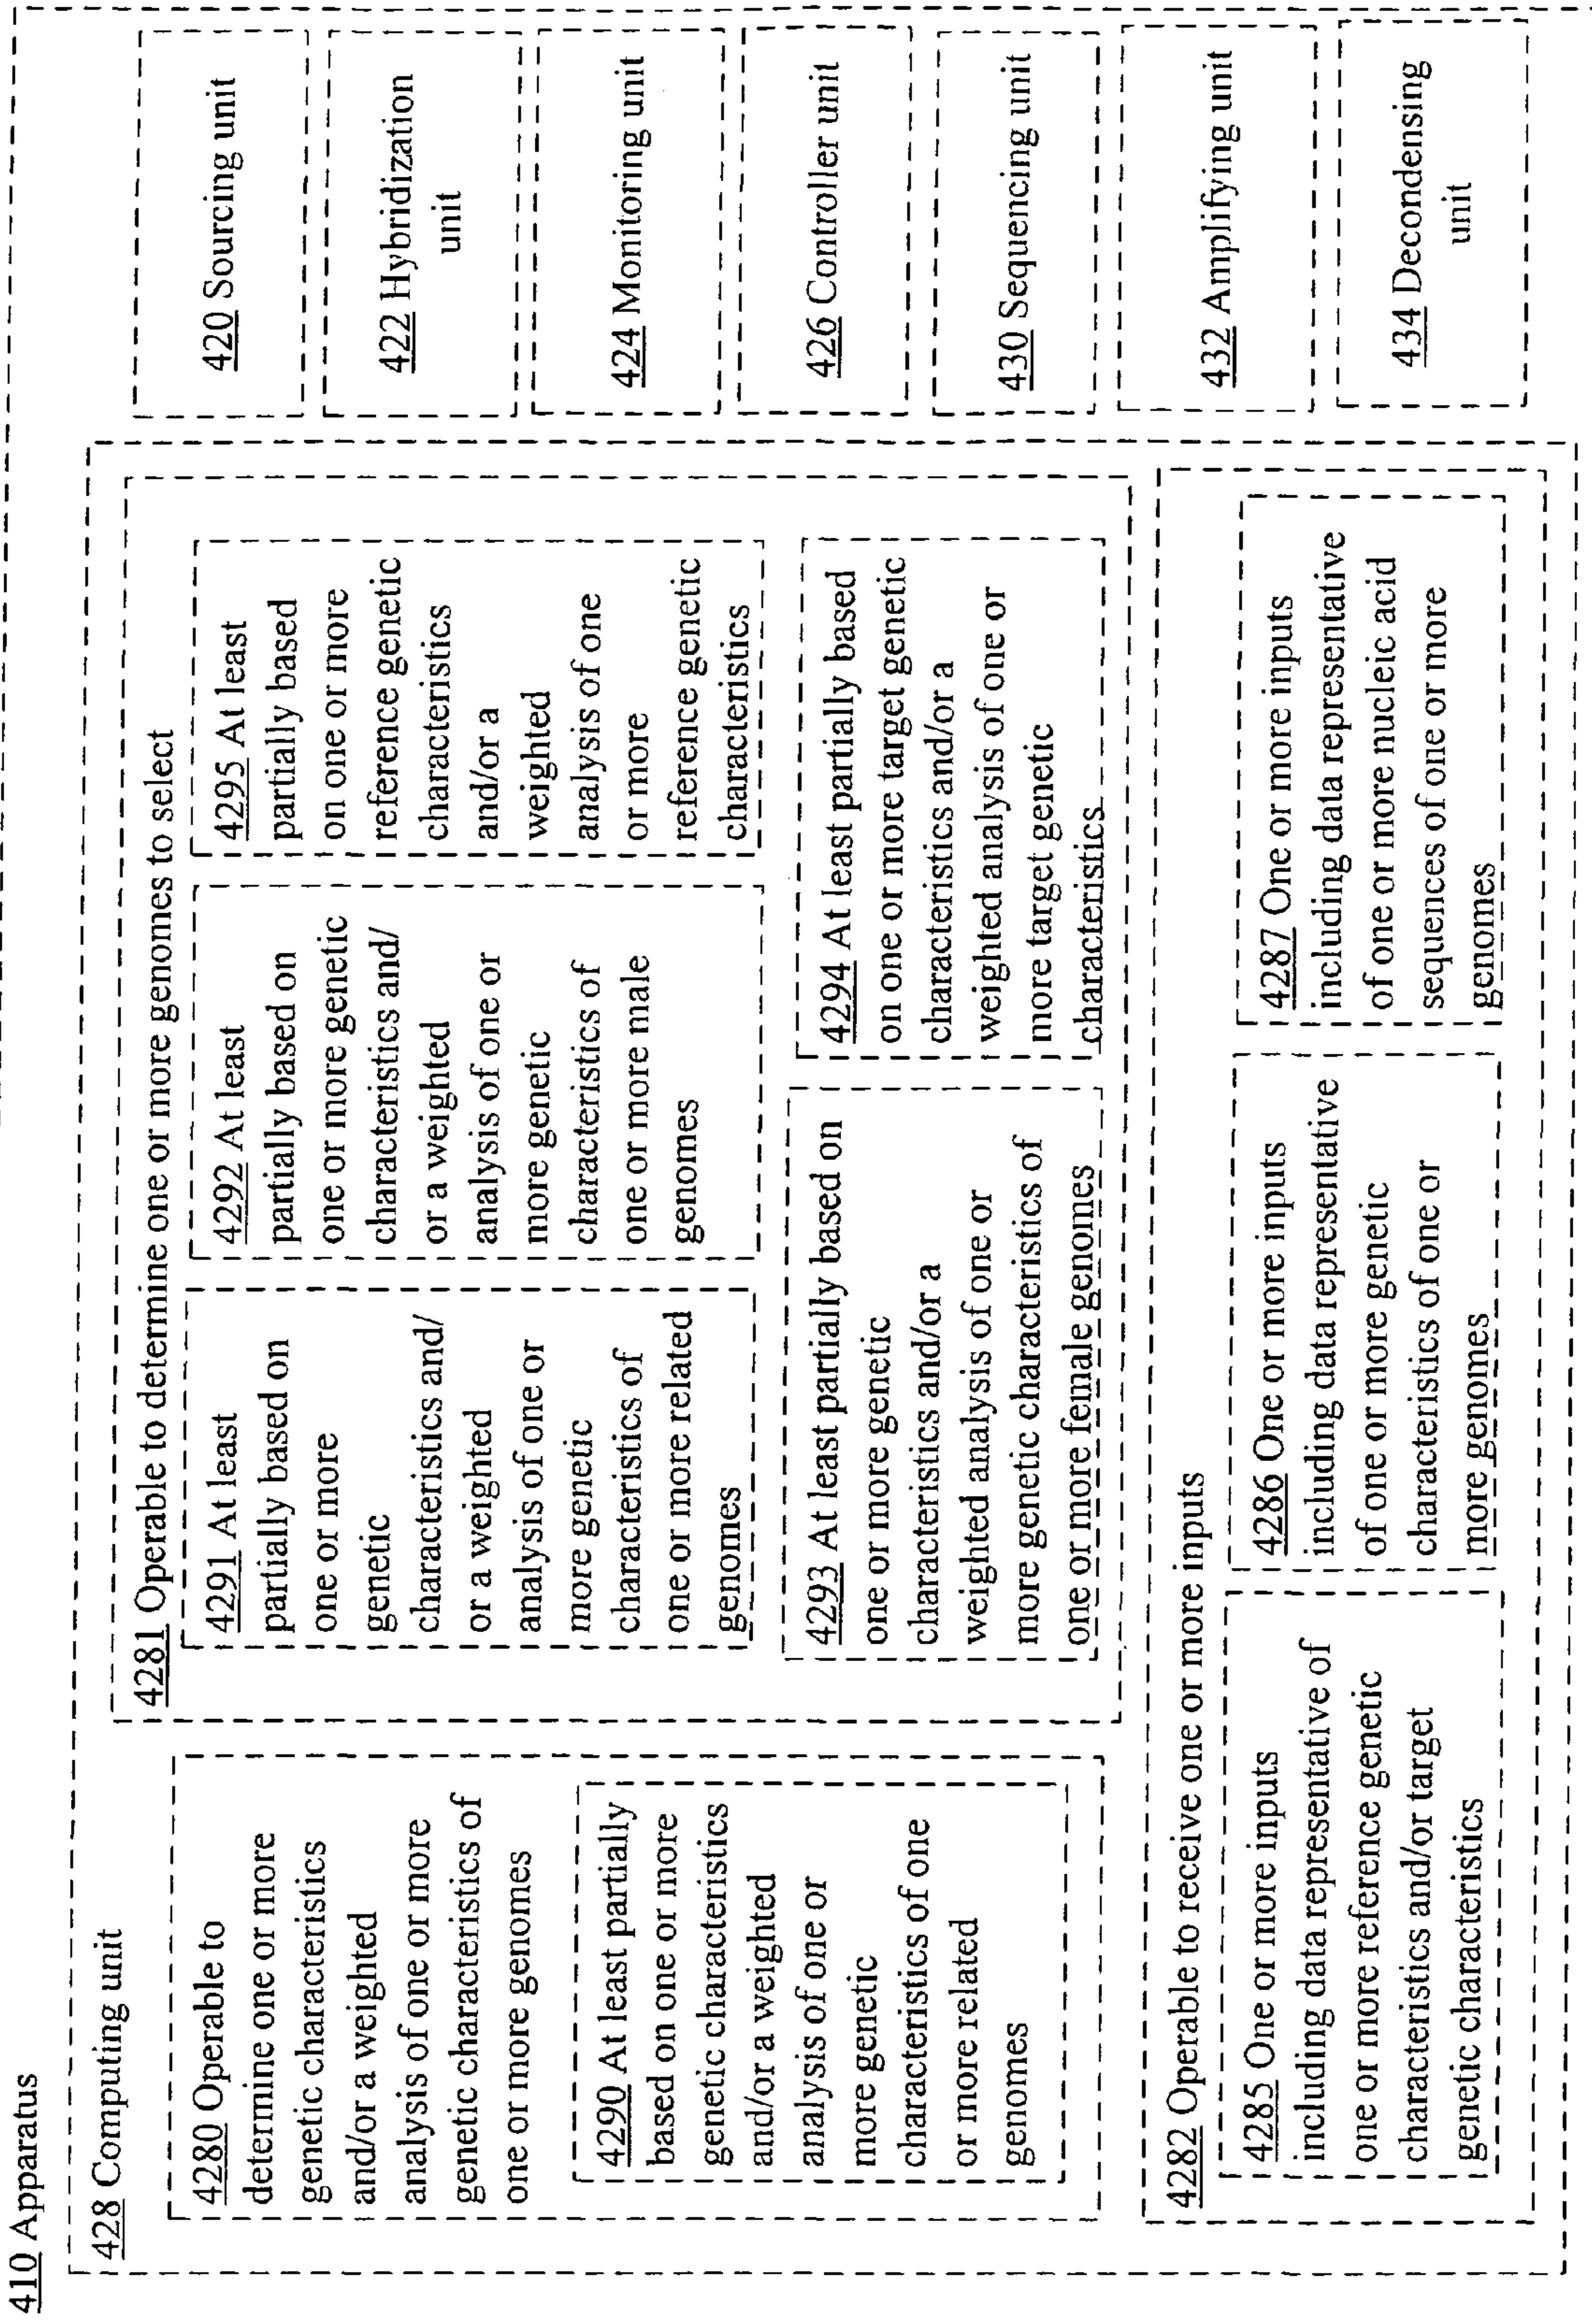 410 Apparatus
428 Computing unit
4280 Operable to
determine one or more
genetic characteristics
and/or a weighted
analysis of one or more
genetic characteristics of
one or more genomes
4290 At least partially
based on one or more
genetic characteristics
and/or a weighted
analysis of one or
more genetic
characteristics of one
or more related
genomes
4281 Operable to determine one or more genomes to select
4291 At least
partially based on
one or more
genetic
characteristics and/
or a weighted
analysis of one or
more genetic
characteristics of
one or more related
genomes
4292 At least
partially based on
one or more genetic
characteristics and/
or a weighted
analysis of one or
more genetic
characteristics of
one or more male
genomes
4295 At least
partially based
on one or more
reference genetic
characteristics
and/or a
weighted
analysis of one
or more
reference genetic
characteristics
4293 At least partially based on
one or more genetic
characteristics and/or a
weighted analysis of one or
more genetic characteristics of
one or more female genomes
4294 At least partially based
on one or more target genetic
characteristics and/or a
weighted analysis of one or
more target genetic
characteristics
4282 Operable to receive one or more inputs
4285 One or more inputs
including data representative of
one or more reference genetic
characteristics and/or target
genetic characteristics
4286 One or more inputs
including data representative
of one or more genetic
characteristics of one or
more genomes
4287 One or more inputs
including data representative
of one or more nucleic acid
sequences of one or more
genomes
420 Sourcing unit
422 Hybridization
unit
424 Monitoring unit
426 Controller unit
430 Sequencing unit
432 Amplifying unit
434 Decondensing
unit